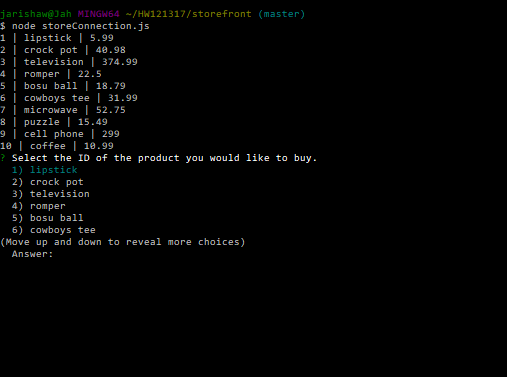 jarishaw@Jah MINGW64 ~/HW121317/storefront (master)
$ node storeConnection.js
1 | lipstick | 5.99
2 | crock pot | 40.98
3 | television | 374.99
4 | romper | 22.5
5 | bosu ball | 18.79
6 | cowboys tee | 31.99
7 | microwave | 52.75
8 | puzzle | 15.49
9 | cell phone | 299
10 | coffee | 10.99
? Select the ID of the product you would like to buy.
  1) lipstick
  2) crock pot
  3) television
  4) romper
  5) bosu ball
  6) cowboys tee
(Move up and down to reveal more choices)
  Answer: